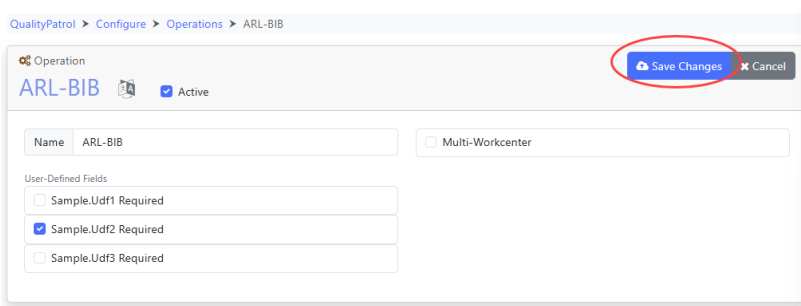 QualityPatrol > Configure > Operations > ARL-BIB
Operation
Save Changes
Cancel
ARL-BIB
Active
Name ARL-BIB
Multi-Workcenter
User-Defined Fields
Sample.Udf1 Required
Sample.Udf2 Required
Sample.Udf3 Required